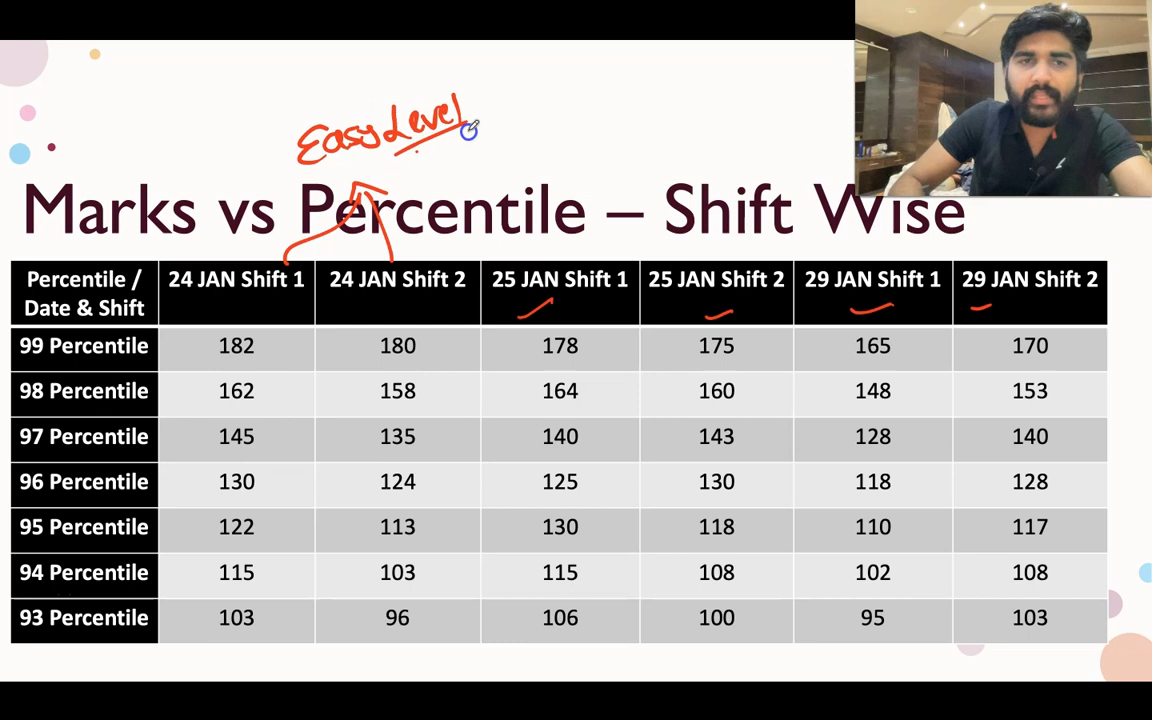 Easy Level
Marks vs Percentile – Shift Wise
Percentile / Date & Shift 24 JAN Shift 1 24 JAN Shift 2 25 JAN Shift 1 25 JAN Shift 2 29 JAN Shift 1 29 JAN Shift 2
99 Percentile 182 180 178 175 165 170
98 Percentile 162 158 164 160 148 153
97 Percentile 145 135 140 143 128 140
96 Percentile 130 124 125 130 118 128
95 Percentile 122 113 130 118 110 117
94 Percentile 115 103 115 108 102 108
93 Percentile 103 96 106 100 95 103